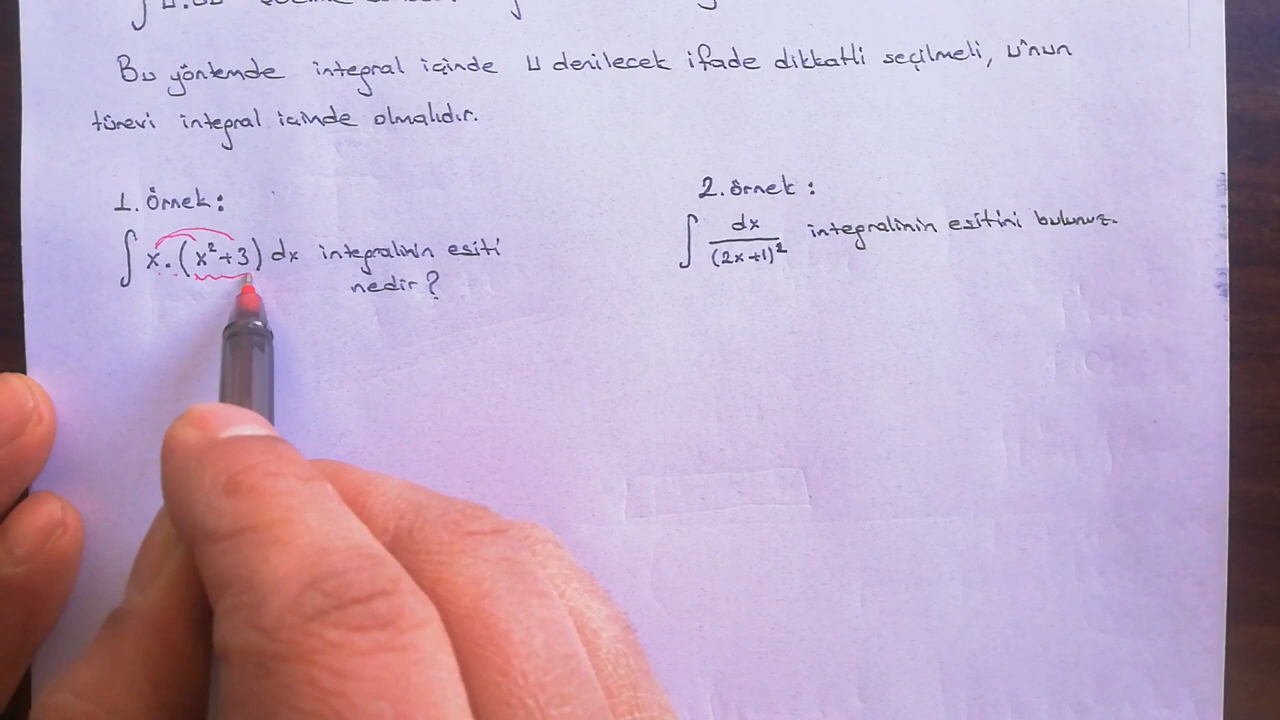 Bu yöntemde integral içinde u denilecek ifade dikkatli seçilmeli, u'nun
türevi integral içinde olmalıdır.
1. örnek:
∫ x.(x²+3) dx integralinin eşiti
nedir?
2. örnek:
∫ dx/(2x+1)² integralinin eşitini bulunuz.